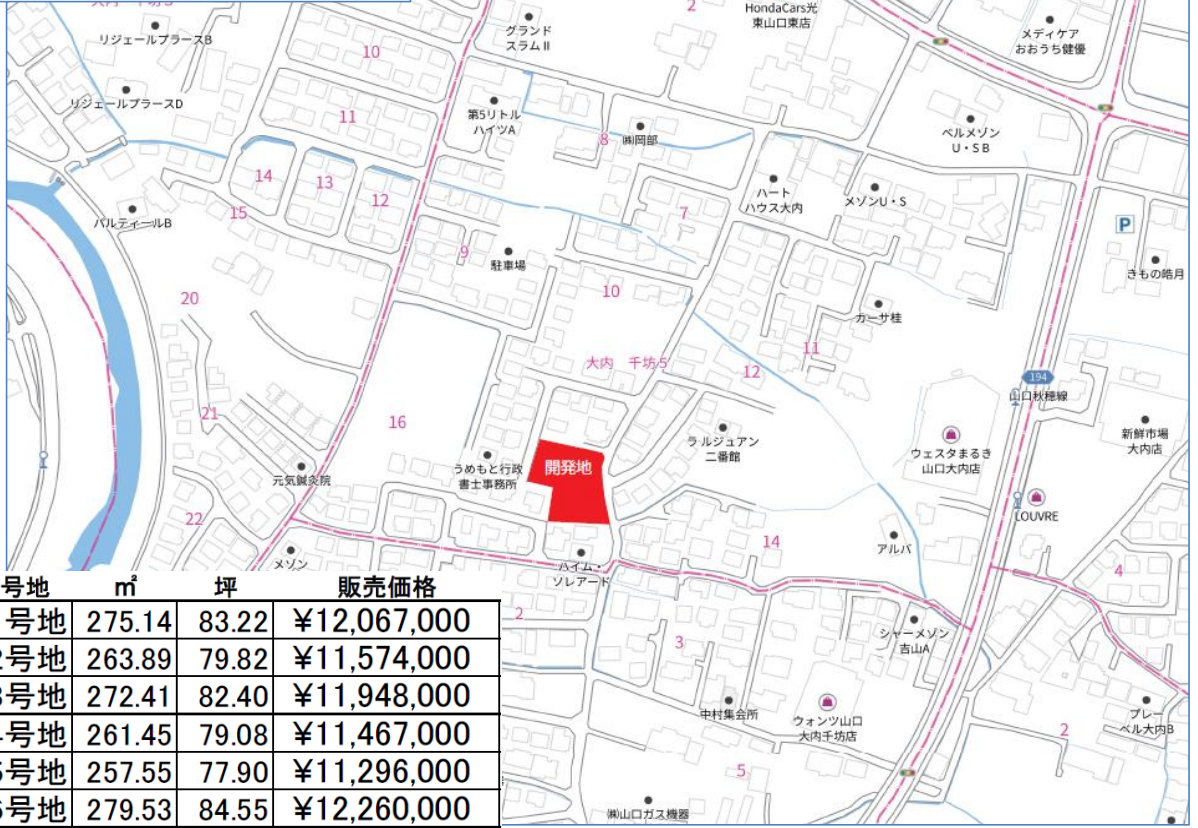 リジェールプラースB
グランド
スラムⅡ
2
HondaCars光
東山口東店
メディケア
おおうち健優
10
リジェールプラースD
11
第5リトル
ハイツA
8
㈱岡部
ベルメゾン
U・S B
14
13
12
15
バルティールB
ハート
ハウス大内
メゾンU・S
7
P
9
駐車場
きもの皓月
20
10
カーサ桂
11
大内 千坊5
12
194
山口秋穂線
21
16
ラ ルジュアン
二番館
ウェスタまるき
山口大内店
新鮮市場
大内店
元気鍼灸院
うめもと行政
書士事務所
開発地
LOUVRE
22
14
アルバ
メゾン
ハイム・
ソレアード
4
号地 ㎡ 坪 販売価格
号地 275.14 83.22 ¥12,067,000
2号地 263.89 79.82 ¥11,574,000
3号地 272.41 82.40 ¥11,948,000
4号地 261.45 79.08 ¥11,467,000
5号地 257.55 77.90 ¥11,296,000
6号地 279.53 84.55 ¥12,260,000
2
3
シャーメゾン
吉山A
中村集会所
ウォンツ山口
大内千坊店
2
プレー
ベル大内B
5
㈱山口ガス機器